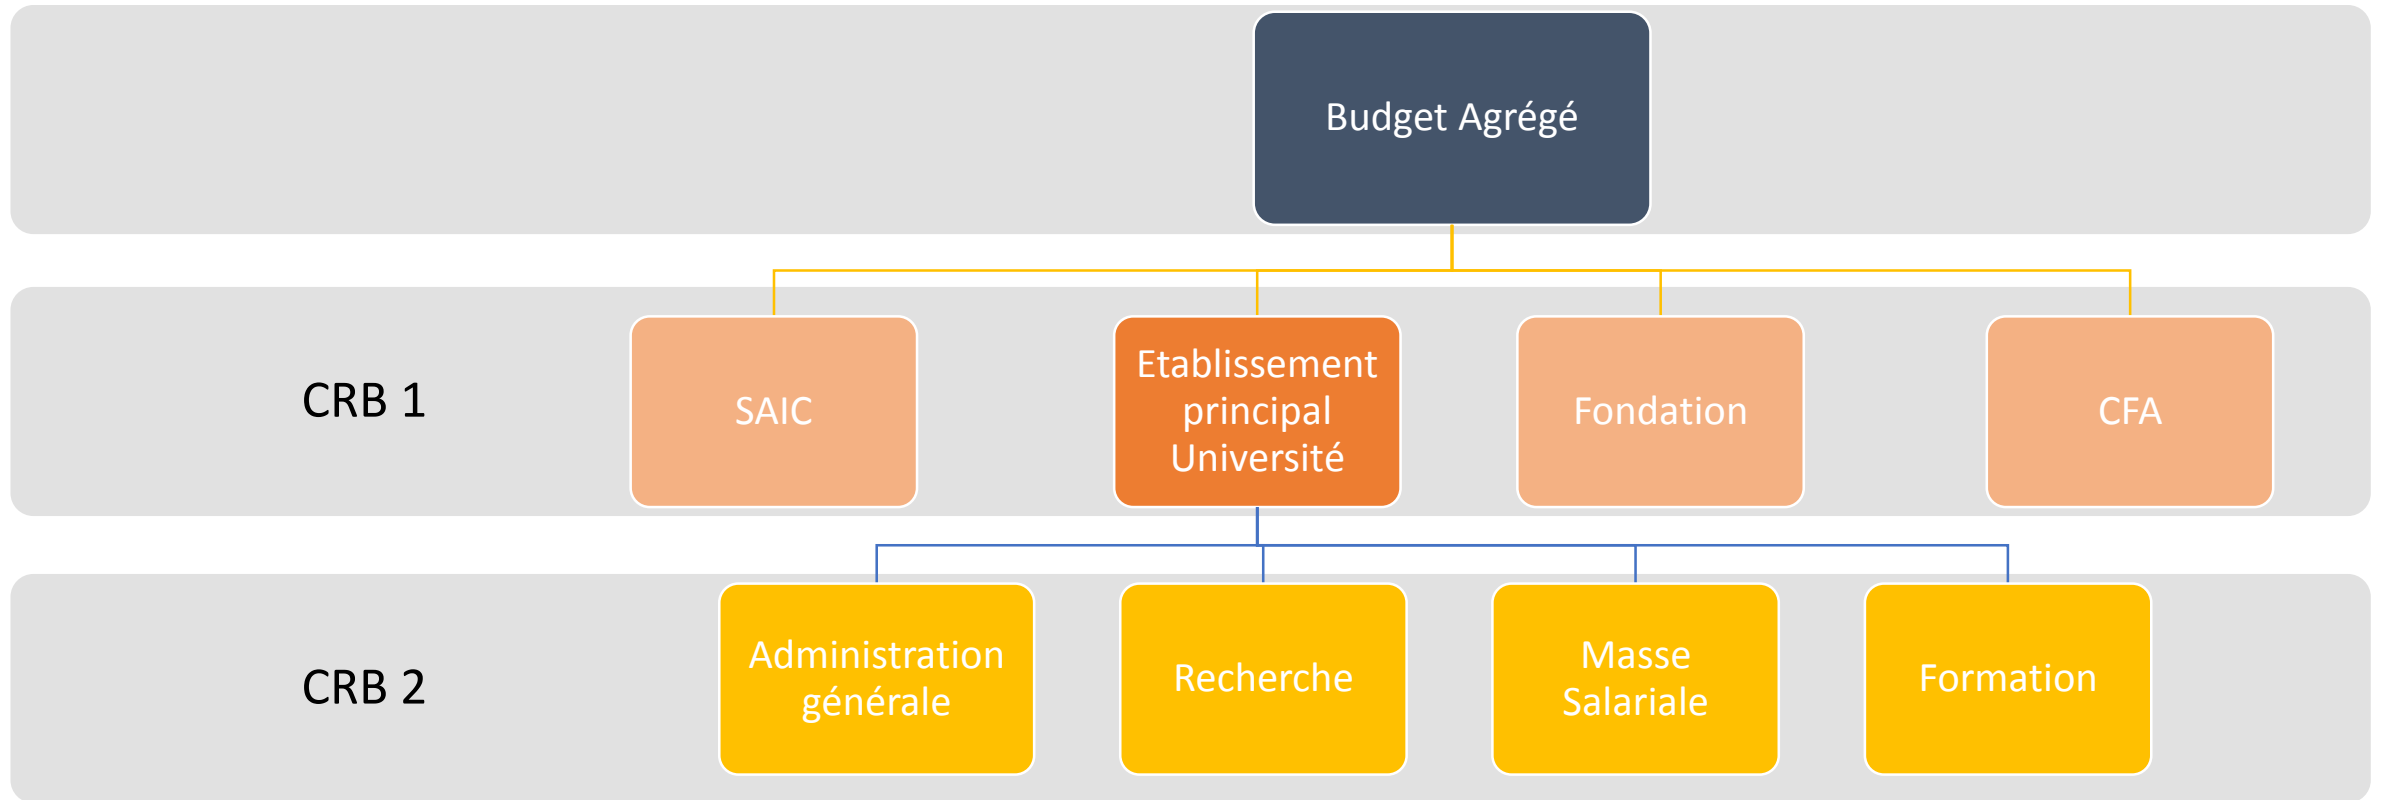 Budget Agrégé
CRB 1
SAIC
Etablissement
principal
Université
Fondation
CFA
CRB 2
Administration
générale
Recherche
Masse
Salariale
Formation